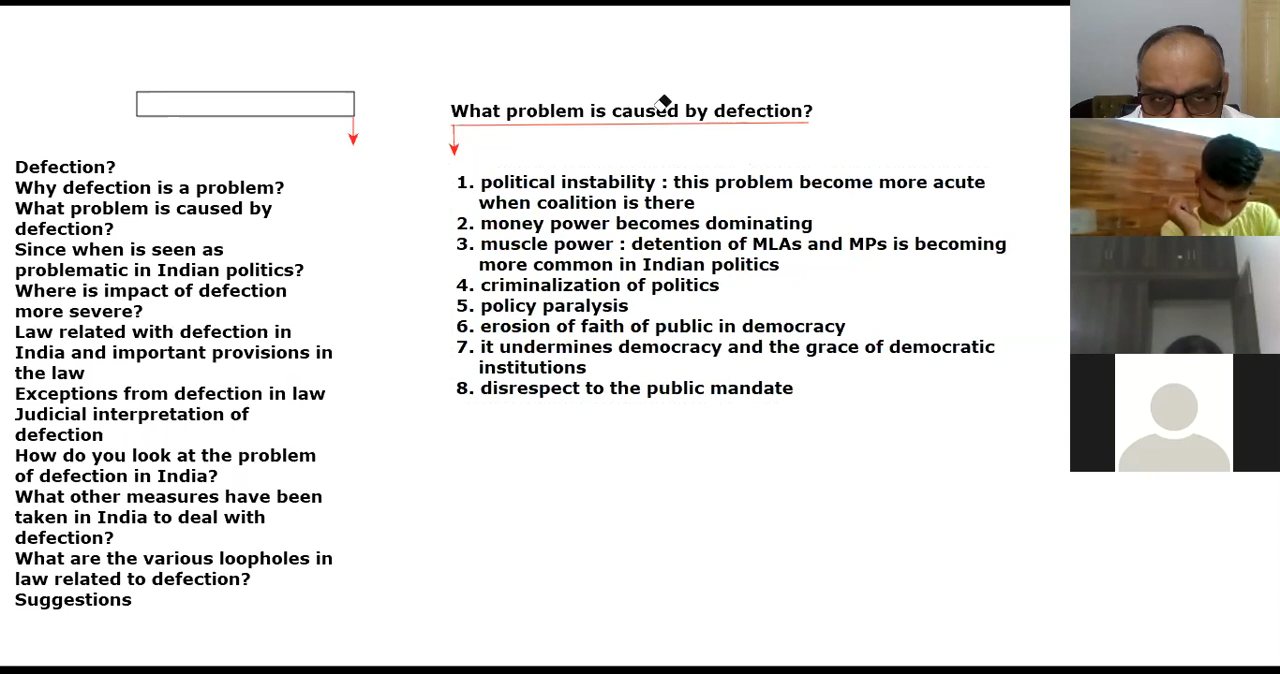 Defection?
Why defection is a problem?
What problem is caused by
defection?
Since when is seen as
problematic in Indian politics?
Where is impact of defection
more severe?
Law related with defection in
India and important provisions in
the law
Exceptions from defection in law
Judicial interpretation of
defection
How do you look at the problem
of defection in India?
What other measures have been
taken in India to deal with
defection?
What are the various loopholes in
law related to defection?
Suggestions
What problem is caused by defection?
1. political instability : this problem become more acute
when coalition is there
2. money power becomes dominating
3. muscle power : detention of MLAs and MPs is becoming
more common in Indian politics
4. criminalization of politics
5. policy paralysis
6. erosion of faith of public in democracy
7. it undermines democracy and the grace of democratic
institutions
8. disrespect to the public mandate